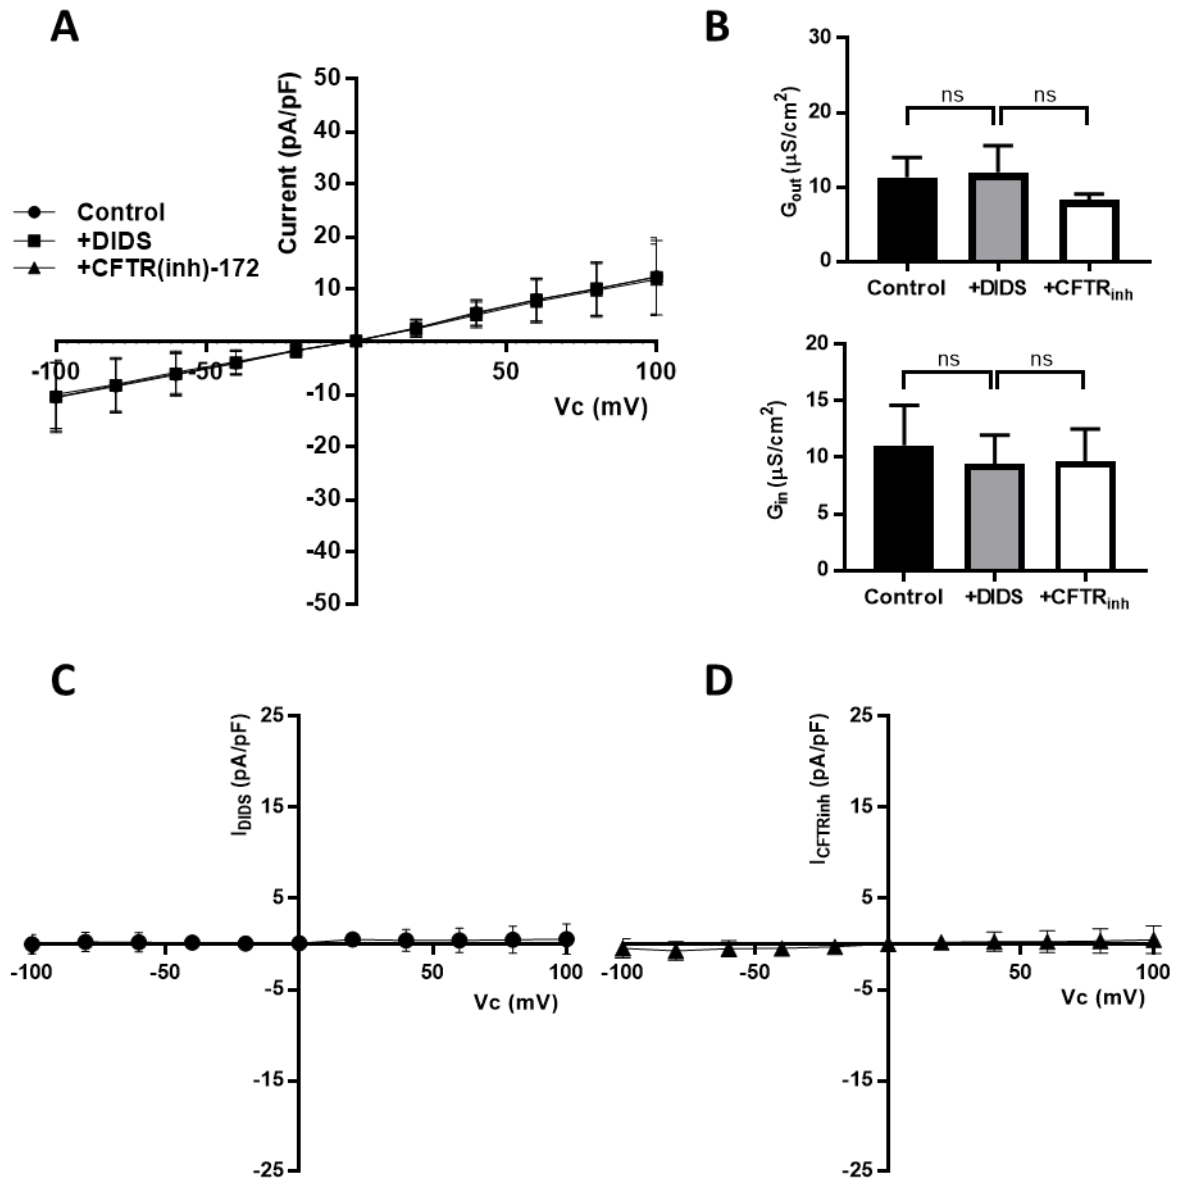 A
Current (pA/pF)
50
40
30
20
10
-10
-20
-30
-40
-50
-100
-50
50
100
Vc (mV)
Control
+DIDS
+CFTR(inh)-172
B
Gout (μS/cm2)
30
20
10
0
ns
ns
Control
+DIDS
+CFTRinh
Gin (μS/cm2)
20
15
10
5
0
ns
ns
Control
+DIDS
+CFTRinh
C
IDIDS (pA/pF)
25
15
5
-5
-15
-25
-100
-50
50
100
Vc (mV)
D
ICFTRinh (pA/pF)
25
15
5
-5
-15
-25
-100
-50
50
100
Vc (mV)